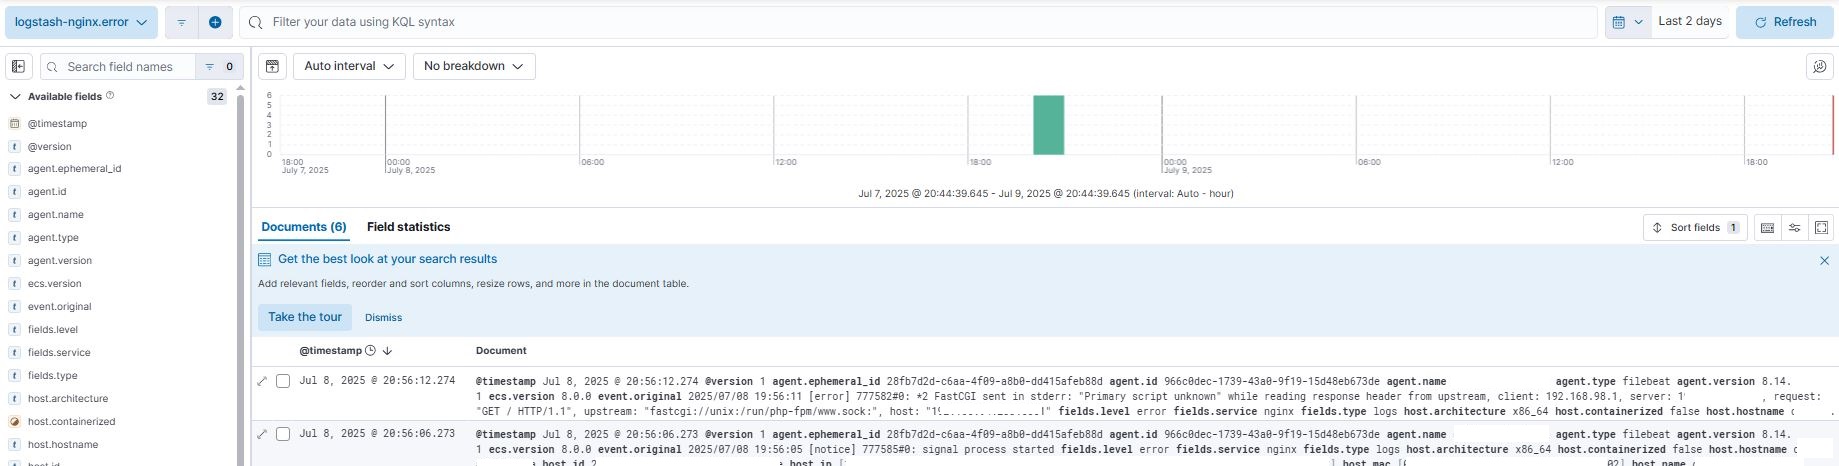 logstash-nginx.error
Filter your data using KQL syntax
Last 2 days
Refresh
Search field names
0
Auto interval
No breakdown
Available fields
32
@timestamp
@version
agent.ephemeral_id
agent.id
agent.name
agent.type
agent.version
ecs.version
event.original
fields.level
fields.service
fields.type
host.architecture
host.containerized
host.hostname
host.id
6
5
4
3
2
1
0
18:00
July 7, 2025
00:00
July 8, 2025
06:00
12:00
18:00
00:00
July 9, 2025
06:00
12:00
18:00
Jul 7, 2025 @ 20:44:39.645 - Jul 9, 2025 @ 20:44:39.645 (interval: Auto - hour)
Documents (6)
Field statistics
Sort fields 1
Get the best look at your search results
Add relevant fields, reorder and sort columns, resize rows, and more in the document table.
Take the tour
Dismiss
@timestamp
Document
Jul 8, 2025 @ 20:56:12.274
@timestamp Jul 8, 2025 @ 20:56:12.274 @version 1 agent.ephemeral_id 28fb7d2d-c6aa-4f09-a8b0-dd415afeb88d agent.id 966c0dec-1739-43a0-9f19-15d48eb673de agent.name agent.type filebeat agent.version 8.14.
1 ecs.version 8.0.0 event.original 2025/07/08 19:56:11 [error] 777582#0: *2 FastCGI sent in stderr: "Primary script unknown" while reading response header from upstream, client: 192.168.98.1, server: 1 , request:
"GET / HTTP/1.1", upstream: "fastcgi://unix:/run/php-fpm/www.sock:", host: fields.level error fields.service nginx fields.type logs host.architecture x86_64 host.containerized false host.hostname
Jul 8, 2025 @ 20:56:06.273
@timestamp Jul 8, 2025 @ 20:56:06.273 @version 1 agent.ephemeral_id 28fb7d2d-c6aa-4f09-a8b0-dd415afeb88d agent.id 966c0dec-1739-43a0-9f19-15d48eb673de agent.name agent.type filebeat agent.version 8.14.
1 ecs.version 8.0.0 event.original 2025/07/08 19:56:05 [notice] 777585#0: signal process started fields.level error fields.service nginx fields.type logs host.architecture x86_64 host.containerized false host.hostname
host.id 2 host.ip [ ] host.mac [